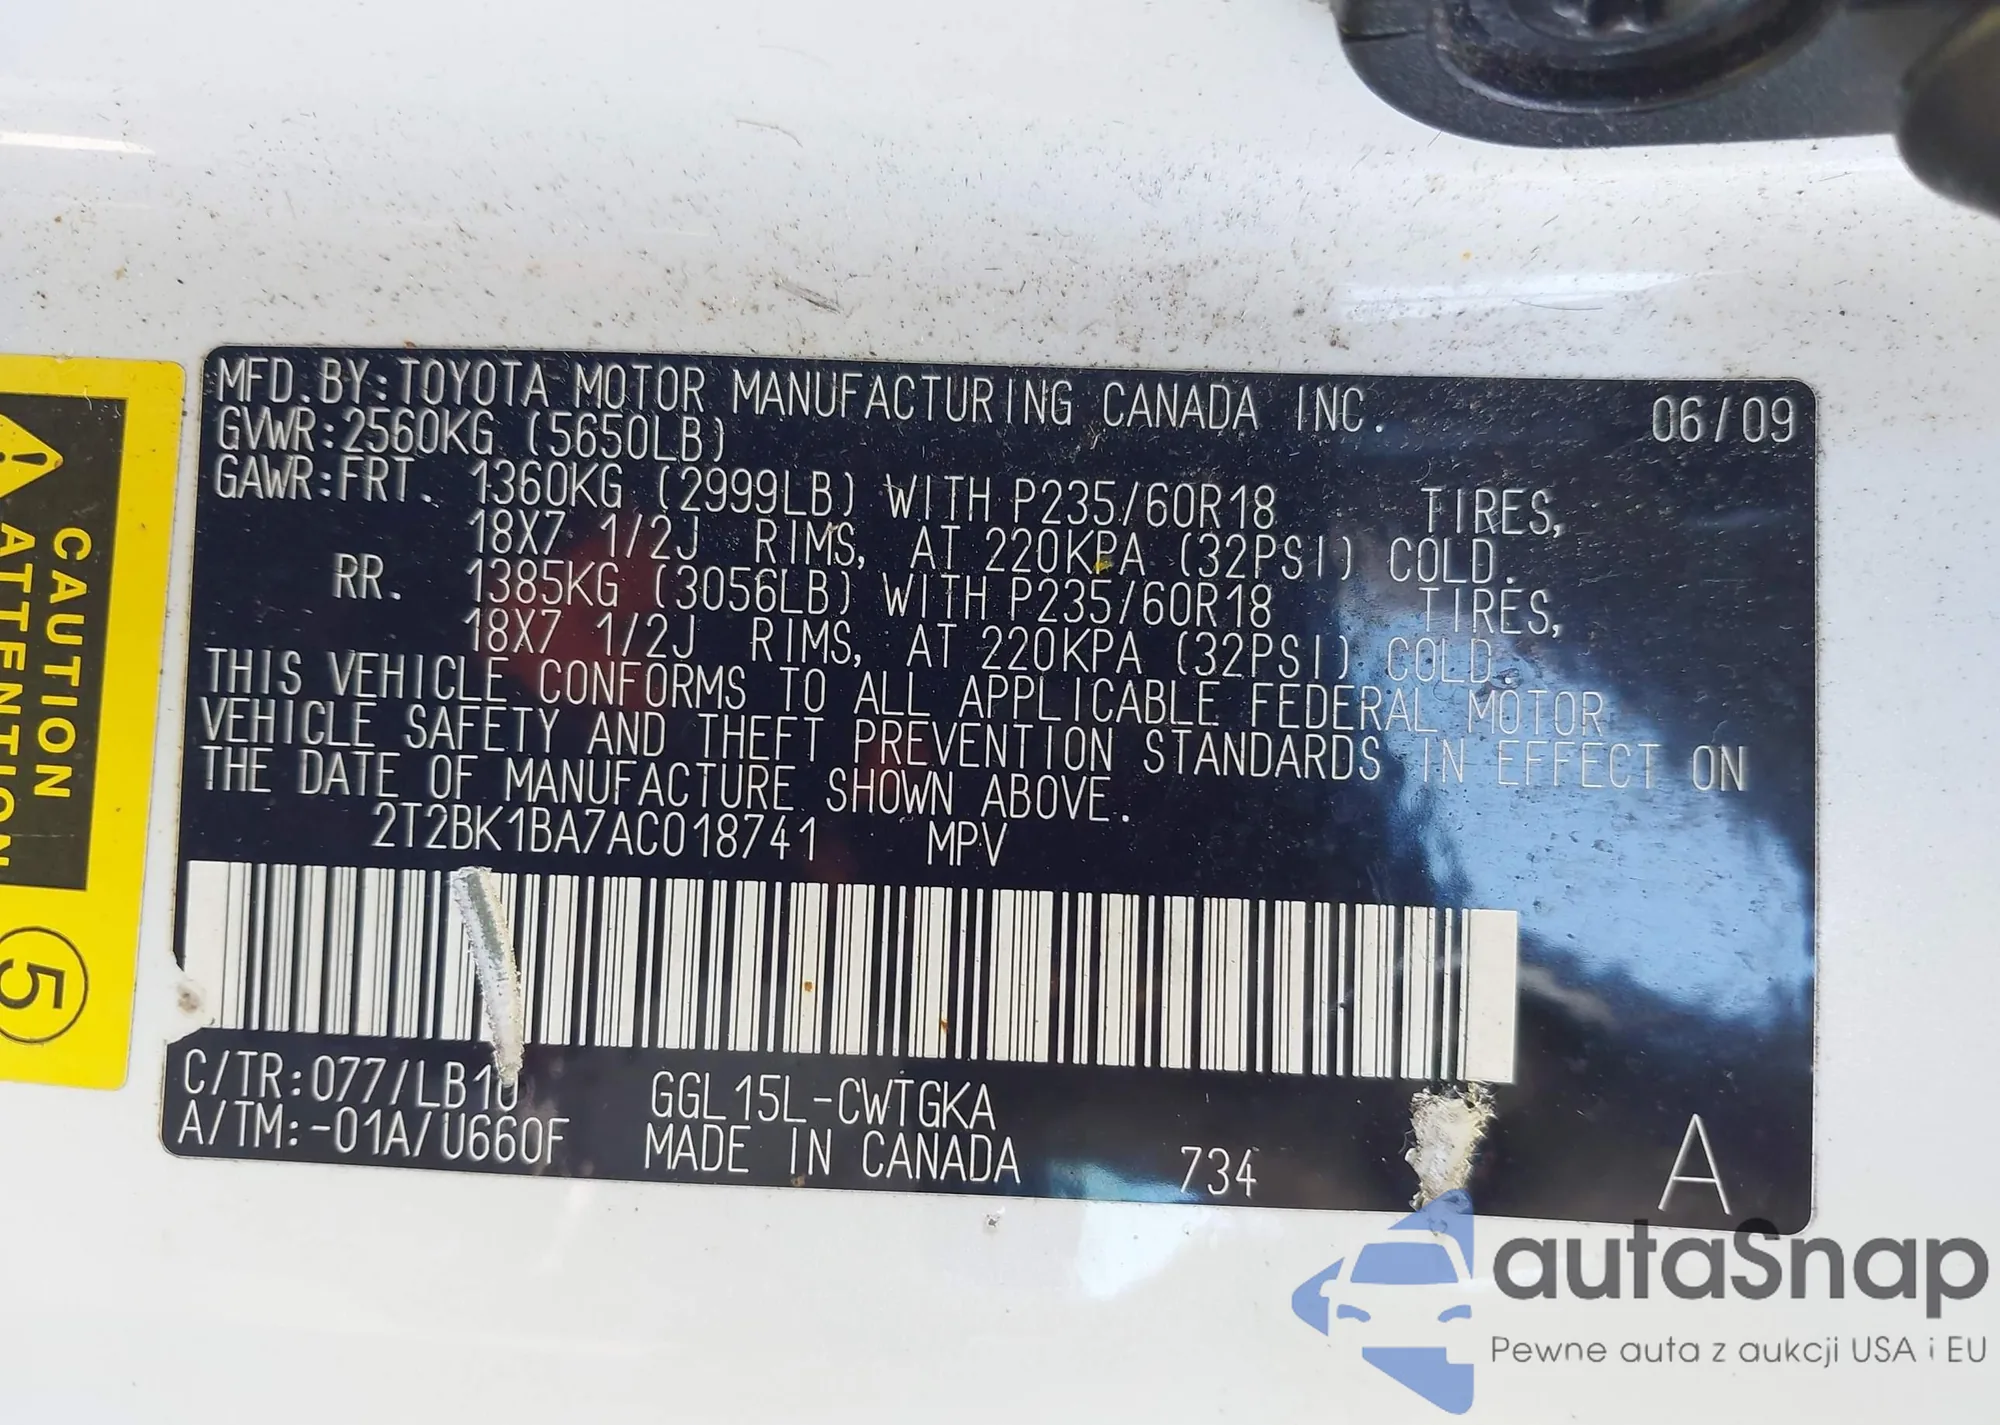 MFD.BY:TOYOTA MOTOR MANUFACTURING CANADA INC. 06/09
GVWR:2560KG (5650LB)
GAWR:FRT. 1360KG (2999LB) WITH P235/60R18 TIRES,
18X7 1/2J RIMS, AT 220KPA (32PSI) COLD.
RR. 1385KG (3056LB) WITH P235/60R18 TIRES,
18X7 1/2J RIMS, AT 220KPA (32PSI) COLD.
THIS VEHICLE CONFORMS TO ALL APPLICABLE FEDERAL MOTOR
VEHICLE SAFETY AND THEFT PREVENTION STANDARDS IN EFFECT ON
THE DATE OF MANUFACTURE SHOWN ABOVE.
2T2BK1BA7AC018741 MPV
C/TR:077/LB10 GGL15L-CWTGKA
A/TM:-01A/U660F MADE IN CANADA 734 A
CAUTION
ATTENTION
5
autaSnap
Pewne auta z aukcji USA i EU